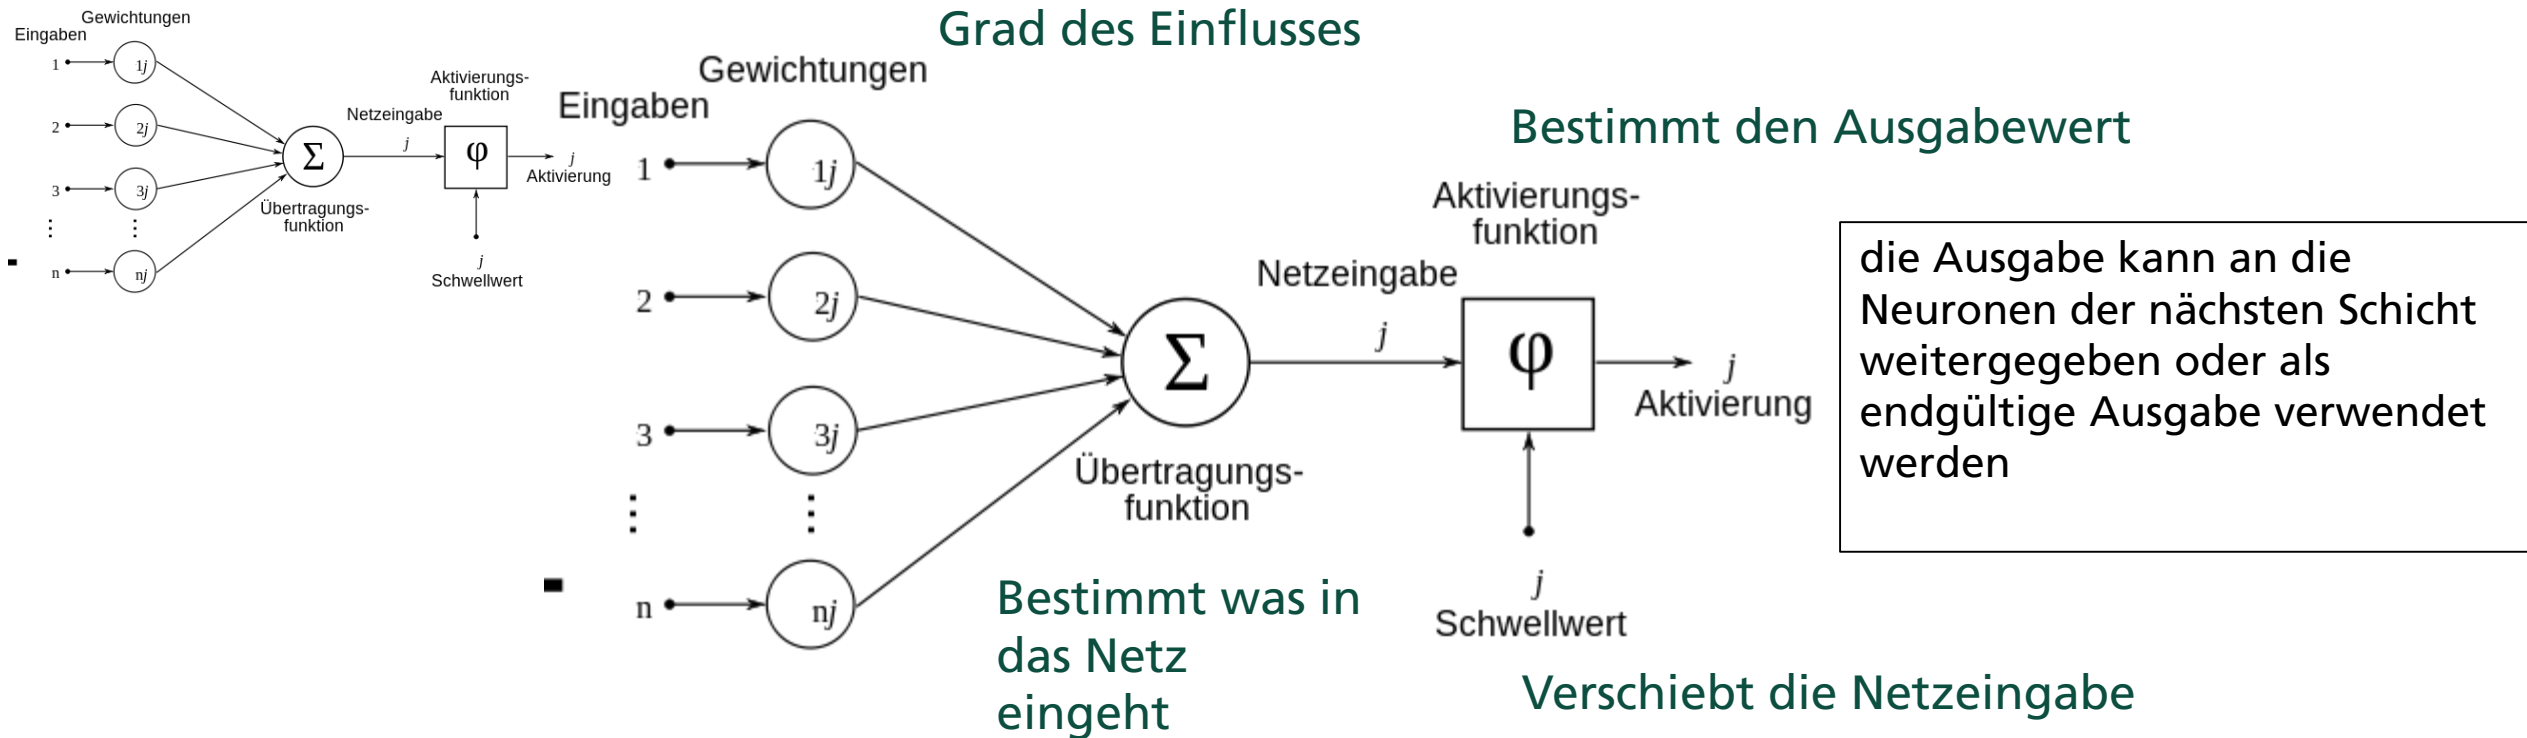 Gewichtungen
Eingaben
1
1j
2
2j
3
3j
⋮
⋮
n
nj
Σ
Übertragungs-
funktion
Netzeingabe
j
Aktivierungs-
funktion
φ
j
Aktivierung
j
Schwellwert
Grad des Einflusses
Gewichtungen
Eingaben
1
1j
2
2j
3
3j
⋮
⋮
n
nj
Σ
Übertragungs-
funktion
Bestimmt was in
das Netz
eingeht
Netzeingabe
j
Bestimmt den Ausgabewert
Aktivierungs-
funktion
φ
j
Aktivierung
j
Schwellwert
Verschiebt die Netzeingabe
die Ausgabe kann an die
Neuronen der nächsten Schicht
weitergegeben oder als
endgültige Ausgabe verwendet
werden